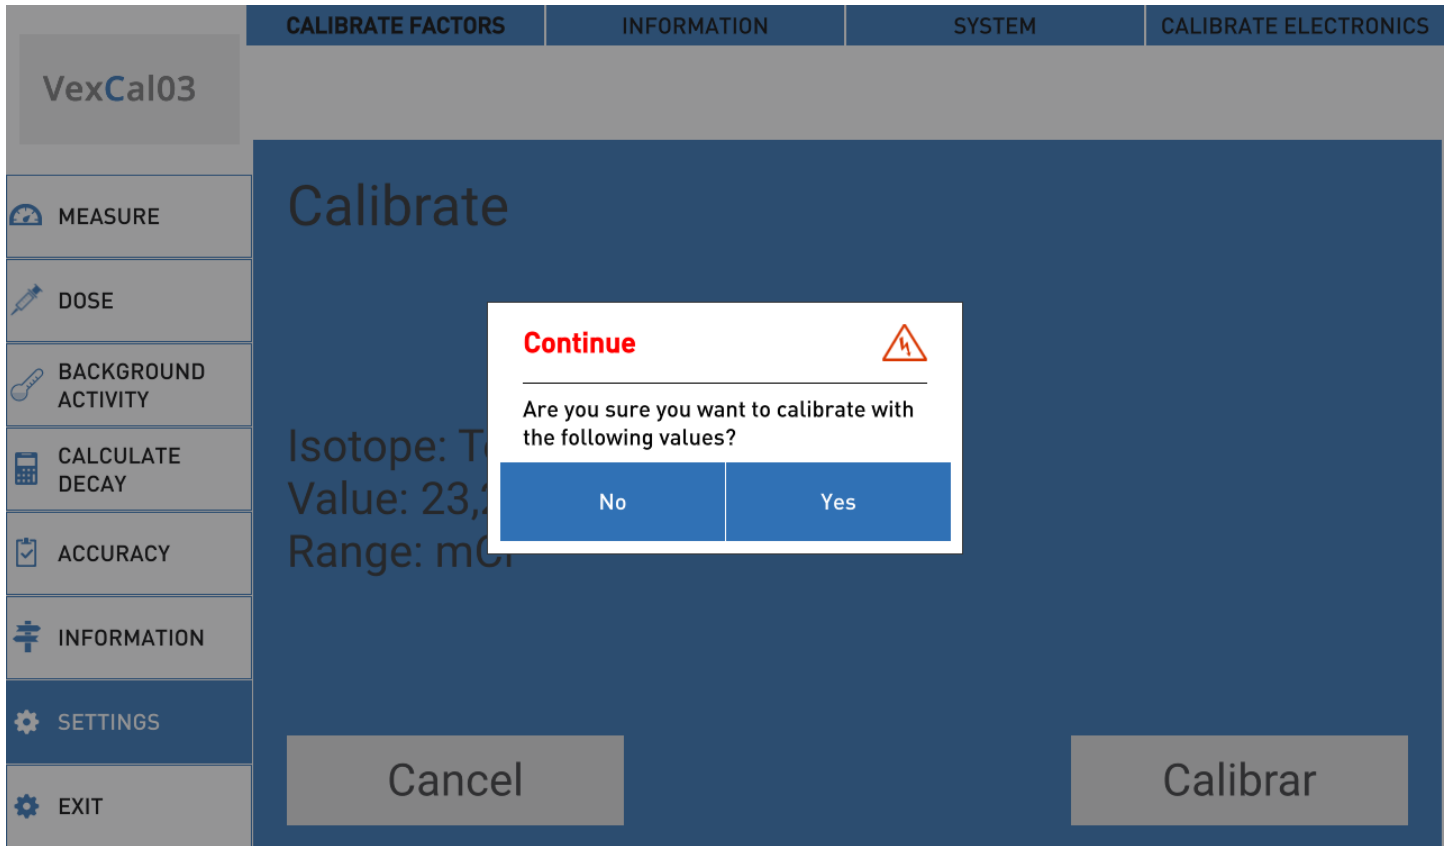 CALIBRATE FACTORS
INFORMATION
SYSTEM
CALIBRATE ELECTRONICS
VexCal03
MEASURE
DOSE
BACKGROUND
ACTIVITY
CALCULATE
DECAY
ACCURACY
INFORMATION
SETTINGS
EXIT
Calibrate
Isotope:
Value:
Range: mCi
Continue
Are you sure you want to calibrate with
the following values?
No
Yes
Cancel
Calibrar